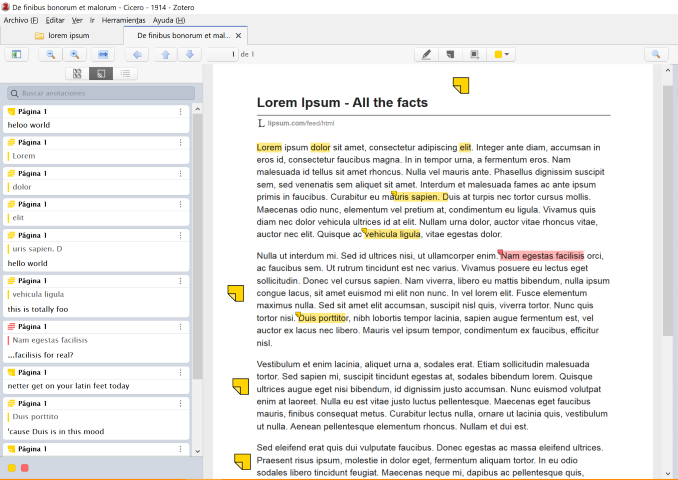 De finibus bonorum et malorum - Cicero - 1914 - Zotero
Archivo (F) Editar Ver Ir Herramientas Ayuda (H)
lorem ipsum
De finibus bonorum et mal...
1 de 1
Buscar anotaciones
Página 1
heloo world
Página 1
Lorem
Página 1
dolor
Página 1
elit
Página 1
uris sapien. D
hello world
Página 1
vehicula ligula
this is totally foo
Página 1
Nam egestas facilisis
...facilisis for real?
Página 1
netter get on your latin feet today
Página 1
Duis porttito
'cause Duis is in this mood
Página 1
Lorem Ipsum - All the facts
L lipsum.com/feed/html
Lorem ipsum dolor sit amet, consectetur adipiscing elit. Integer ante diam, accumsan in
eros id, consectetur faucibus magna. In in tempor urna, a fermentum eros. Nam
malesuada id tellus sit amet rhoncus. Nulla vel mauris ante. Phasellus dignissim suscipit
sem, sed venenatis sem aliquet sit amet. Interdum et malesuada fames ac ante ipsum
primis in faucibus. Curabitur eu mauris sapien. Duis at turpis nec tortor cursus mollis.
Maecenas odio nunc, elementum vel pretium at, condimentum eu ligula. Vivamus quis
diam nec dolor vehicula ultrices id at elit. Nullam urna dolor, auctor vitae rhoncus vitae,
auctor nec elit. Quisque ac vehicula ligula, vitae egestas dolor.
Nulla ut interdum mi. Sed id ultrices nisi, ut ullamcorper enim. Nam egestas facilisis orci,
ac faucibus sem. Ut rutrum tincidunt est nec varius. Vivamus posuere eu lectus eget
sollicitudin. Donec vel cursus sapien. Nam viverra, libero eu mattis bibendum, nulla ipsum
congue lacus, sit amet euismod mi elit non nunc. In vel lorem elit. Fusce elementum
maximus nulla. Sed sit amet elit accumsan, suscipit nisl quis, viverra tortor. Nunc quis
tortor nisi. Duis porttitor, nibh lobortis tempor lacinia, sapien augue fermentum est, vel
auctor ex lacus nec libero. Mauris vel ipsum tempor, condimentum ex faucibus, efficitur
nisl.
Vestibulum et enim lacinia, aliquet urna a, sodales erat. Etiam sollicitudin malesuada
tortor. Sed sapien mi, suscipit tincidunt egestas at, sodales bibendum lorem. Quisque
ultrices augue eget nisi bibendum, id dignissim justo accumsan. Nunc euismod volutpat
enim at laoreet. Nulla eu est vitae justo luctus pellentesque. Maecenas eget faucibus
mauris, finibus consequat metus. Curabitur lectus nulla, ornare ut lacinia quis, vestibulum
ut nulla. Aenean pellentesque elementum rhoncus. Nullam et dui est.
Sed eleifend erat quis dui vulputate faucibus. Donec egestas ac massa eleifend ultrices.
Praesent risus ipsum, molestie in dolor eget, fermentum aliquam tortor. In eu odio
sodales libero tincidunt feugiat. Maecenas neque mi, dapibus ac pellentesque quis,